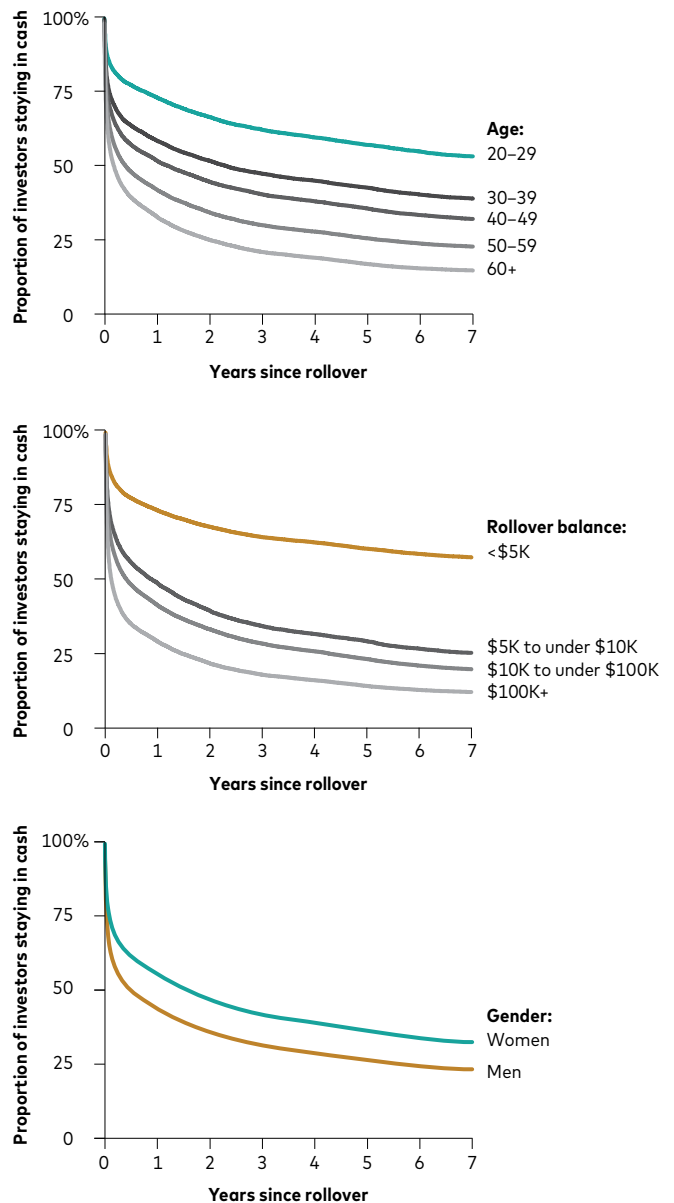 Proportion of investors staying in cash
100%
75
50
25
0
0 1 2 3 4 5 6 7
Years since rollover
Age:
20–29
30–39
40–49
50–59
60+
Proportion of investors staying in cash
100%
75
50
25
0
0 1 2 3 4 5 6 7
Years since rollover
Rollover balance:
<$5K
$5K to under $10K
$10K to under $100K
$100K+
Proportion of investors staying in cash
100%
75
50
25
0
0 1 2 3 4 5 6 7
Years since rollover
Gender:
Women
Men